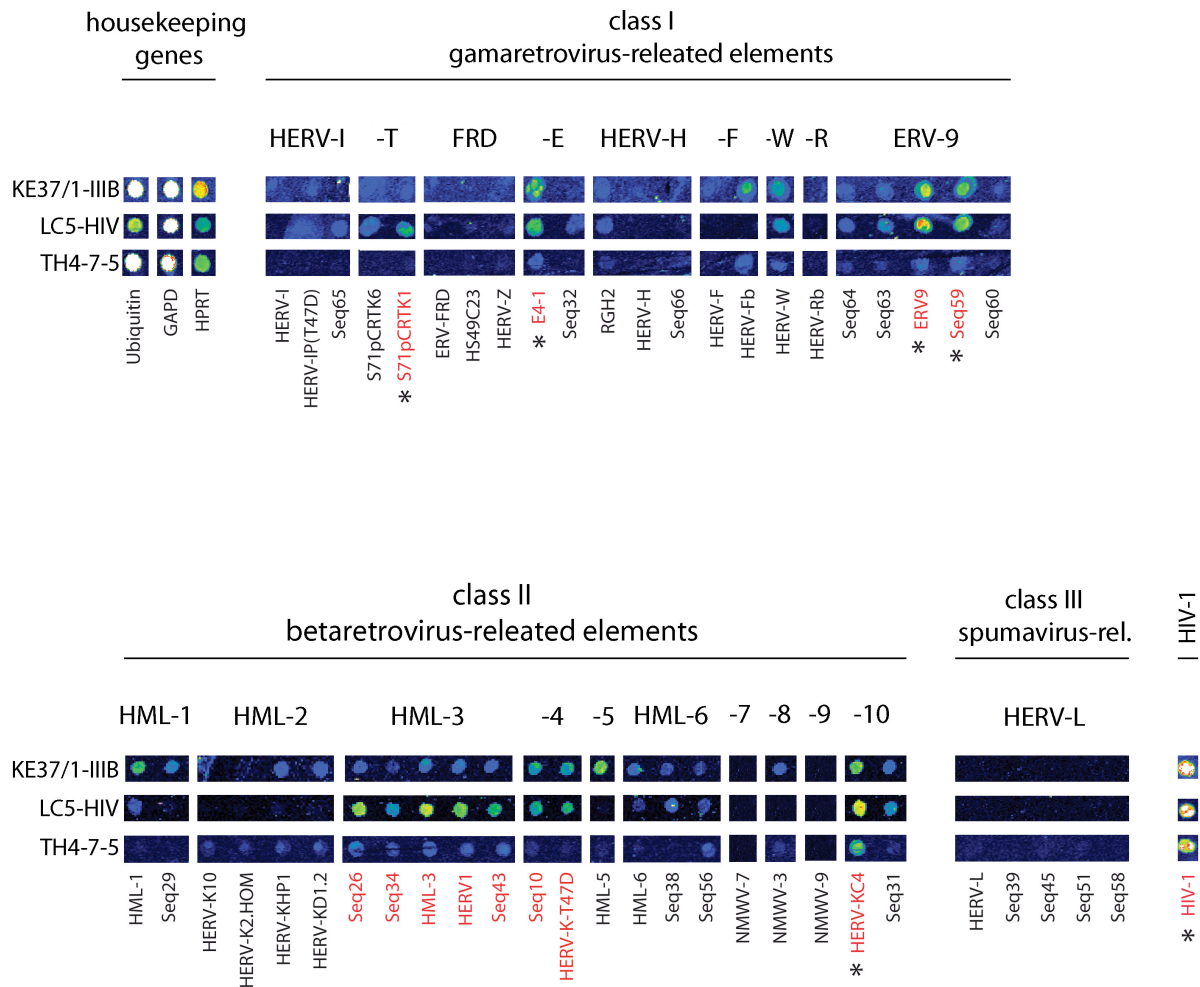 housekeeping
genes
class I
gamaretrovirus-releated elements
HERV-I -T FRD -E HERV-H -F -W -R ERV-9
KE37/1-IIIB
LC5-HIV
TH4-7-5
Ubiquitin
GAPD
HPRT
HERV-I
HERV-IP(T47D)
Seq65
S71pCRTK6
* S71pCRTK1
ERV-FRD
HS49C23
HERV-Z
* E4-1
Seq32
RGH2
HERV-H
Seq66
HERV-F
HERV-Fb
HERV-W
HERV-Rb
Seq64
Seq63
* ERV9
* Seq59
Seq60
class II
betaretrovirus-releated elements
class III
spumavirus-rel.
HIV-1
HML-1 HML-2 HML-3 -4 -5 HML-6 -7 -8 -9 -10 HERV-L
KE37/1-IIIB
LC5-HIV
TH4-7-5
HML-1
Seq29
HERV-K10
HERV-K2.HOM
HERV-KHP1
HERV-KD1.2
Seq26
Seq34
HML-3
HERV1
Seq43
Seq10
HERV-K-T47D
HML-5
HML-6
Seq38
Seq56
NMWV-7
NMWV-3
NMWV-9
* HERV-KC4
Seq31
HERV-L
Seq39
Seq45
Seq51
Seq58
* HIV-1